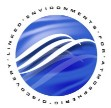 LINKED · ENVIRONMENTS · FOR · ATMOSPHERIC · DISCOVERY ·